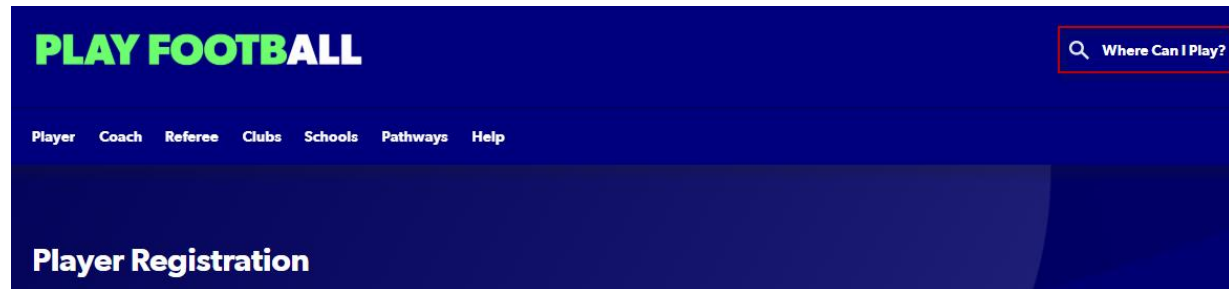 PLAY FOOTBALL
Where Can I Play?
Player Coach Referee Clubs Schools Pathways Help
Player Registration